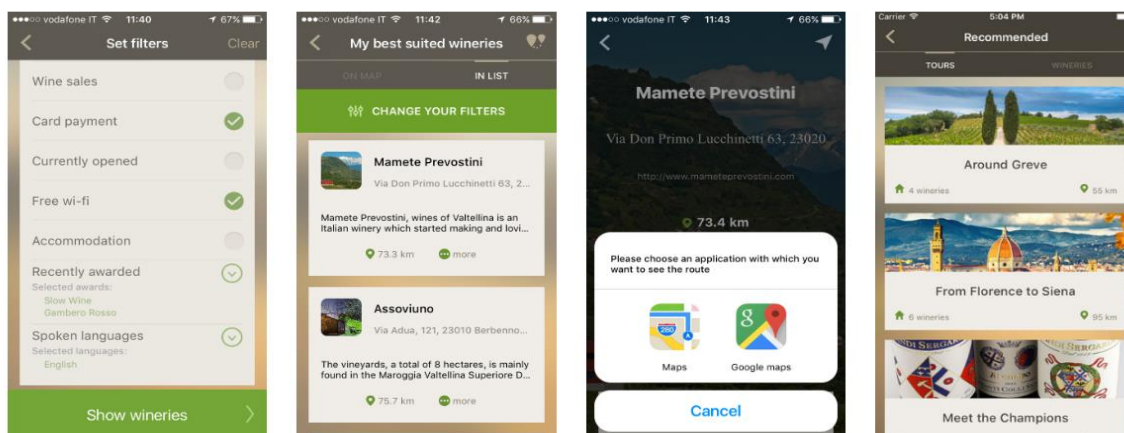 vodafone IT 11:40 67%
Set filters Clear
Wine sales
Card payment
Currently opened
Free wi-fi
Accommodation
Recently awarded
Selected awards:
Slow Wine
Gambero Rosso
Spoken languages
Selected languages:
English
Show wineries
vodafone IT 11:42 66%
My best suited wineries
ON MAP IN LIST
CHANGE YOUR FILTERS
Mamete Prevostini
Via Don Primo Lucchinetti 63, 2...
Mamete Prevostini, wines of Valtellina is an
Italian winery which started making and lovi...
73.3 km more
Assoviuno
Via Adua, 121, 23010 Berbenno...
The vineyards, a total of 8 hectares, is mainly
found in the Maroggia Valtellina Superiore D...
75.7 km more
vodafone IT 11:43 66%
Mamete Prevostini
Via Don Primo Lucchinetti 63, 23020
http://www.mameteprevostini.com
73.4 km
Please choose an application with which you
want to see the route
280
g
Maps Google maps
Cancel
Carrier 5:04 PM
Recommended
TOURS WINERIES
Around Greve
4 wineries 55 km
From Florence to Siena
6 wineries 95 km
Meet the Champions